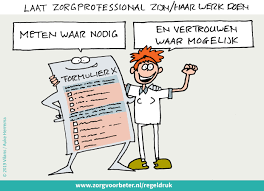 LAAT ZORGPROFESSIONAL ZIJN/HAAR WERK DOEN
METEN WAAR NODIG
EN VERTROUWEN
WAAR MOGELIJK
FORMULIER X
www.zorgvoorbeter.nl/regeldruk